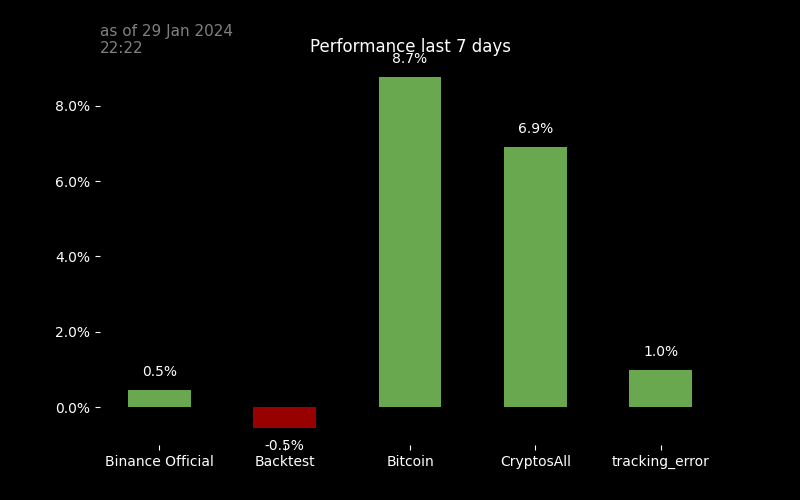 as of 29 Jan 2024
22:22
Performance last 7 days
8.7%
8.0%
6.9%
6.0%
4.0%
2.0%
1.0%
0.5%
0.0%
-0.5%
Binance Official
Backtest
Bitcoin
CryptosAll
tracking_error